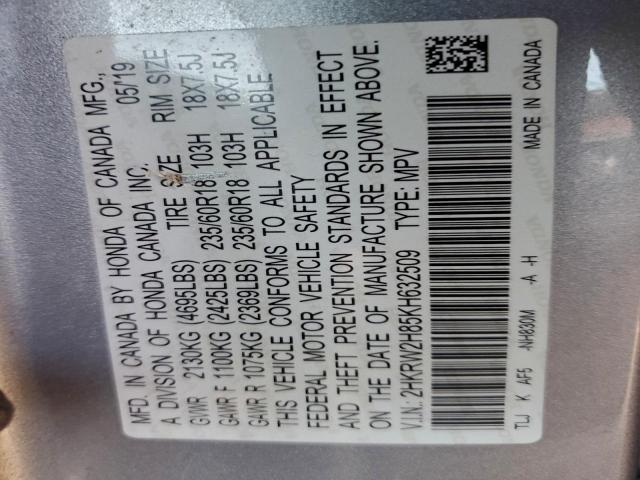 MFD. IN CANADA BY HONDA OF CANADA MFG., 05/19
A DIVISION OF HONDA CANADA INC.
TIRE SIZE RIM SIZE
GVWR 2130KG (4695LBS)
GAWR F 1100KG (2425LBS) 235/60R18 103H 18X7.5J
GAWR R 1075KG (2369LBS) 235/60R18 103H 18X7.5J
THIS VEHICLE CONFORMS TO ALL APPLICABLE
FEDERAL MOTOR VEHICLE SAFETY
AND THEFT PREVENTION STANDARDS IN EFFECT
ON THE DATE OF MANUFACTURE SHOWN ABOVE.
V.I.N.: 2HKRW2H85KH632509 TYPE: MPV
TLJ K AF5 -NH830M -A -H MADE IN CANADA